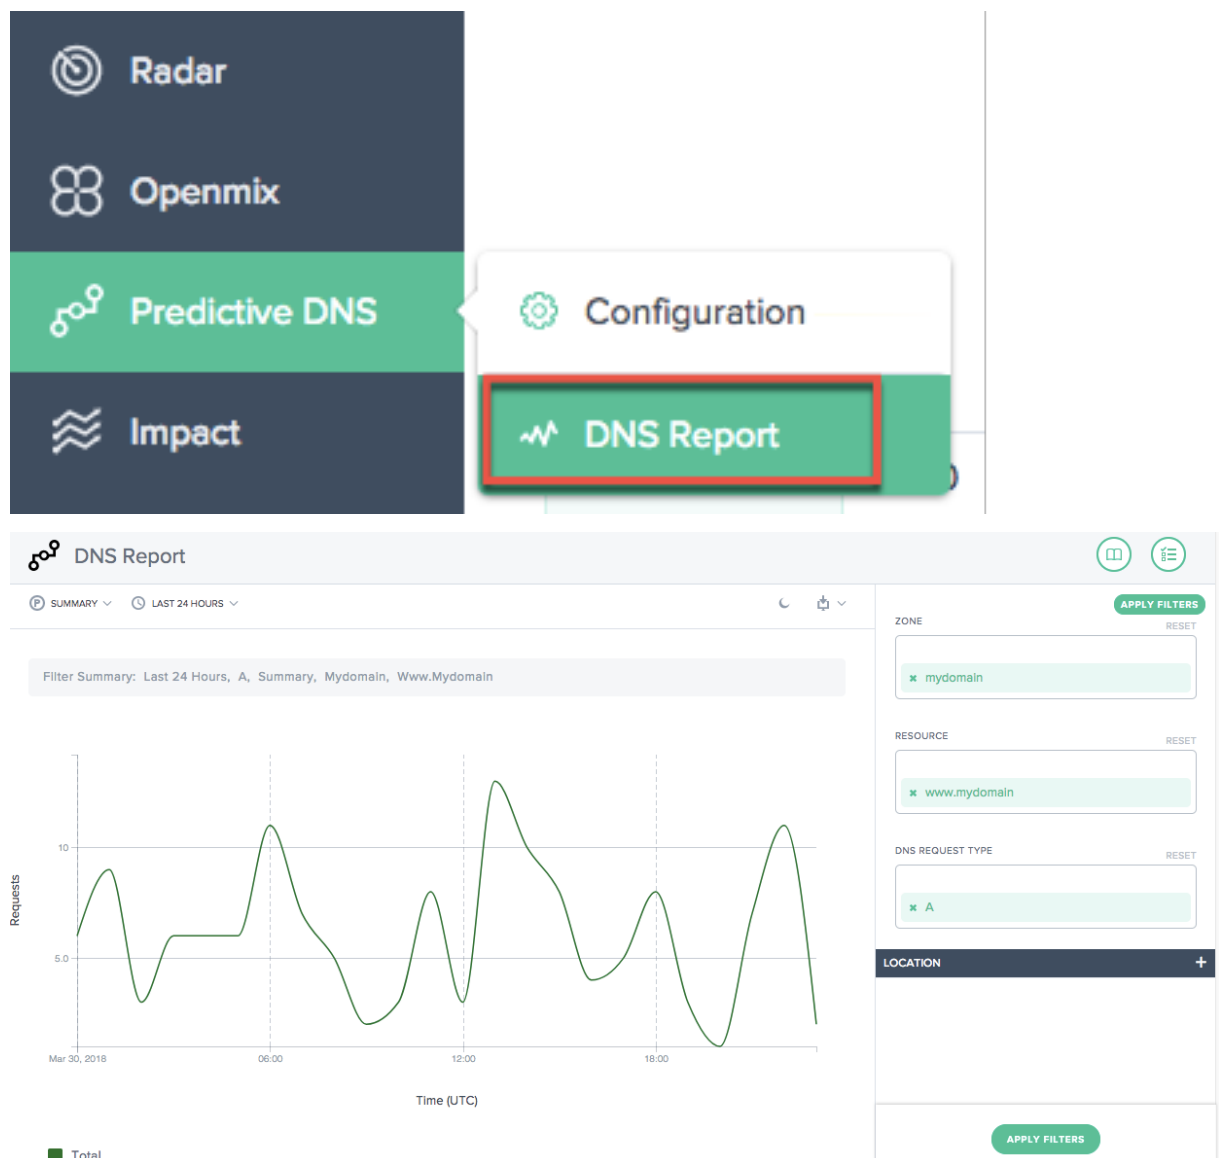 Radar
Openmix
Predictive DNS
Configuration
Impact
DNS Report
DNS Report
SUMMARY
LAST 24 HOURS
APPLY FILTERS
ZONE
RESET
mydomain
Filter Summary: Last 24 Hours, A, Summary, Mydomain, Www.Mydomain
RESOURCE
RESET
www.mydomain
DNS REQUEST TYPE
RESET
A
LOCATION
Requests
10
5.0
Mar 30, 2018
06:00
12:00
18:00
Time (UTC)
Total
APPLY FILTERS